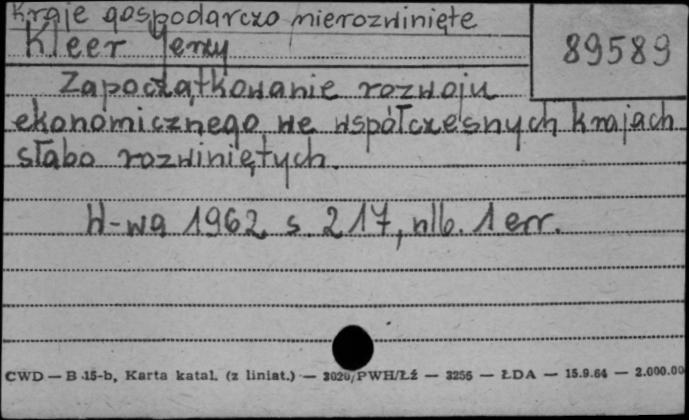 Kraje gospodarczo nierozwinięte
Kleer Jerzy
89589
Zapoczątkowanie rozwoju
ekonomicznego we współczesnych krajach
słabo rozwiniętych.
W-wa 1962 s. 217, nlb. 1 err.
CWD — B-15-b, Karta katal. (z liniat.) — 3020/PWH/Łź — 3256 — ŁDA — 15.9.64 — 2.000.00